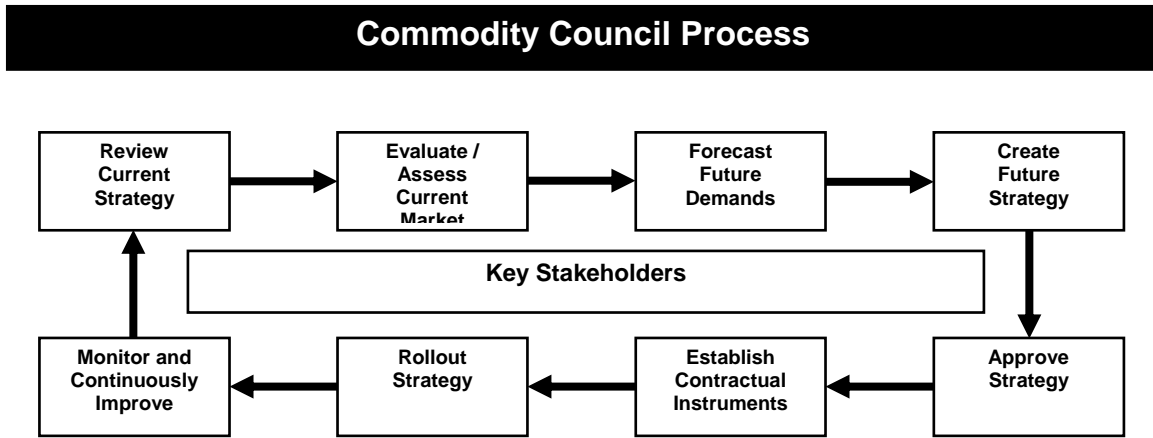 Commodity Council Process
Review
Current
Strategy
Evaluate /
Assess
Current
Market
Forecast
Future
Demands
Create
Future
Strategy
Key Stakeholders
Monitor and
Continuously
Improve
Rollout
Strategy
Establish
Contractual
Instruments
Approve
Strategy